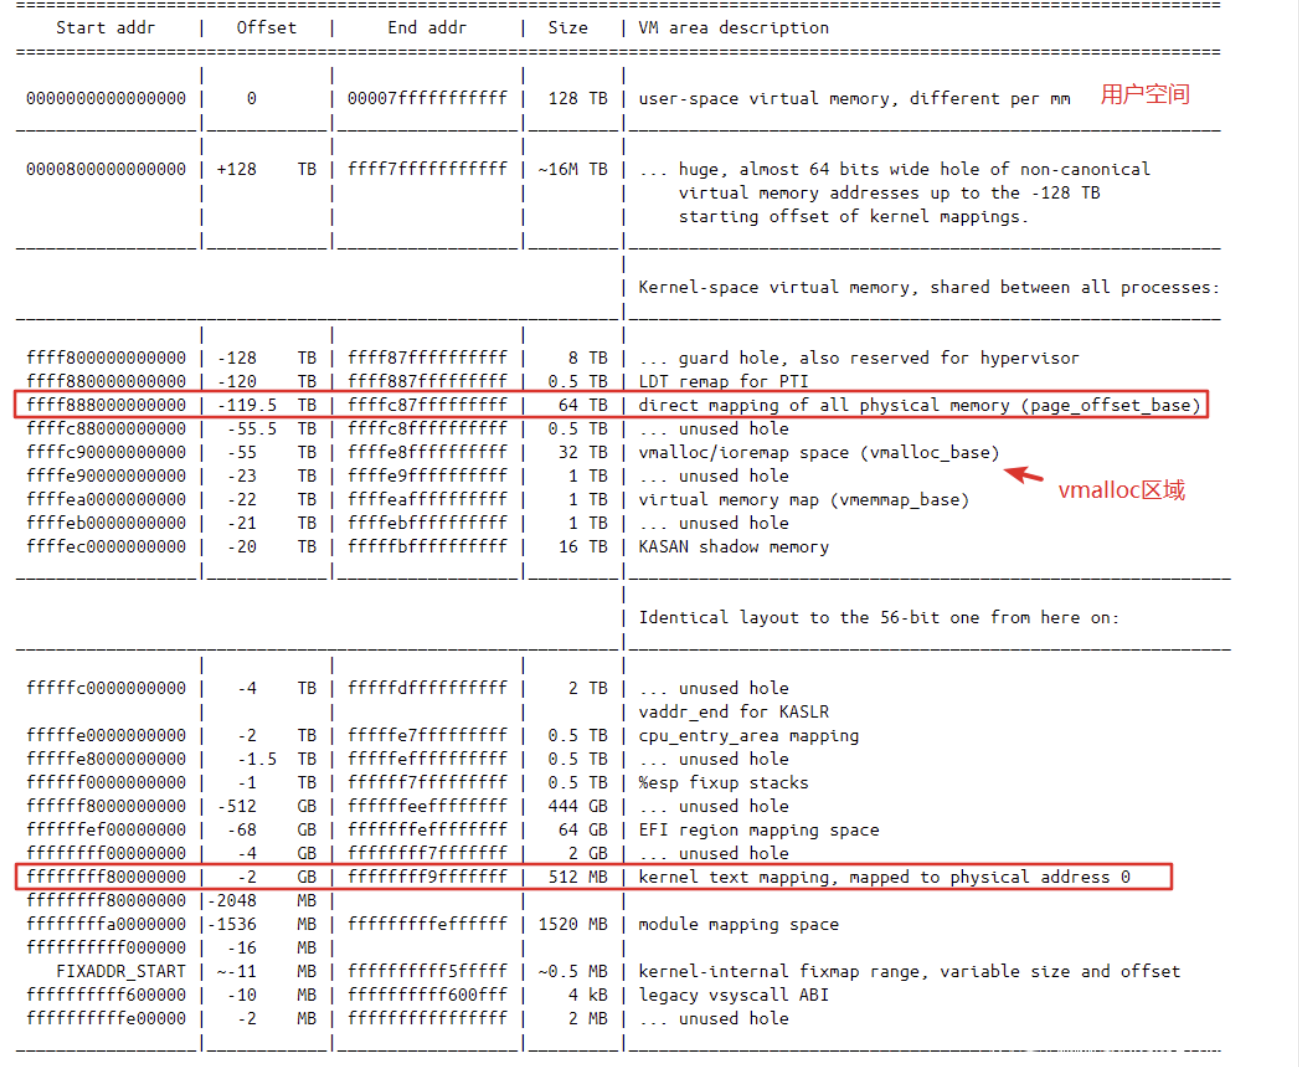 Start addr | Offset | End addr | Size | VM area description
0000000000000000 | 0 | 00007fffffffffff | 128 TB | user-space virtual memory, different per mm 用户空间
0000800000000000 | +128 TB | ffff7fffffffffff | ~16M TB | ... huge, almost 64 bits wide hole of non-canonical
virtual memory addresses up to the -128 TB
starting offset of kernel mappings.
Kernel-space virtual memory, shared between all processes:
ffff800000000000 | -128 TB | ffff87ffffffffff | 8 TB | ... guard hole, also reserved for hypervisor
ffff880000000000 | -120 TB | ffff887fffffffff | 0.5 TB | LDT remap for PTI
ffff888000000000 | -119.5 TB | ffffc87fffffffff | 64 TB | direct mapping of all physical memory (page_offset_base)
ffffc88000000000 | -55.5 TB | ffffc8ffffffffff | 0.5 TB | ... unused hole
ffffc90000000000 | -55 TB | ffffe8ffffffffff | 32 TB | vmalloc/ioremap space (vmalloc_base)
ffffe90000000000 | -23 TB | ffffe9ffffffffff | 1 TB | ... unused hole
vmalloc区域
ffffea0000000000 | -22 TB | ffffeaffffffffff | 1 TB | virtual memory map (vmemmap_base)
ffffeb0000000000 | -21 TB | ffffebffffffffff | 1 TB | ... unused hole
ffffec0000000000 | -20 TB | fffffbffffffffff | 16 TB | KASAN shadow memory
Identical layout to the 56-bit one from here on:
fffffc0000000000 | -4 TB | fffffdffffffffff | 2 TB | ... unused hole
vaddr_end for KASLR
fffffe0000000000 | -2 TB | fffffe7fffffffff | 0.5 TB | cpu_entry_area mapping
fffffe8000000000 | -1.5 TB | fffffeffffffffff | 0.5 TB | ... unused hole
ffffff0000000000 | -1 TB | ffffff7fffffffff | 0.5 TB | %esp fixup stacks
ffffff8000000000 | -512 GB | ffffffeeffffffff | 444 GB | ... unused hole
ffffffef00000000 | -68 GB | fffffffeffffffff | 64 GB | EFI region mapping space
ffffffff00000000 | -4 GB | ffffffff7fffffff | 2 GB | ... unused hole
ffffffff80000000 | -2 GB | ffffffff9fffffff | 512 MB | kernel text mapping, mapped to physical address 0
ffffffff80000000 |-2048 MB | | |
ffffffffa0000000 |-1536 MB | fffffffffeffffff | 1520 MB | module mapping space
ffffffffff000000 | -16 MB | | |
FIXADDR_START | ~-11 MB | ffffffffff5fffff | ~0.5 MB | kernel-internal fixmap range, variable size and offset
ffffffffff600000 | -10 MB | ffffffffff600fff | 4 kB | legacy vsyscall ABI
ffffffffffe00000 | -2 MB | ffffffffffffffff | 2 MB | ... unused hole